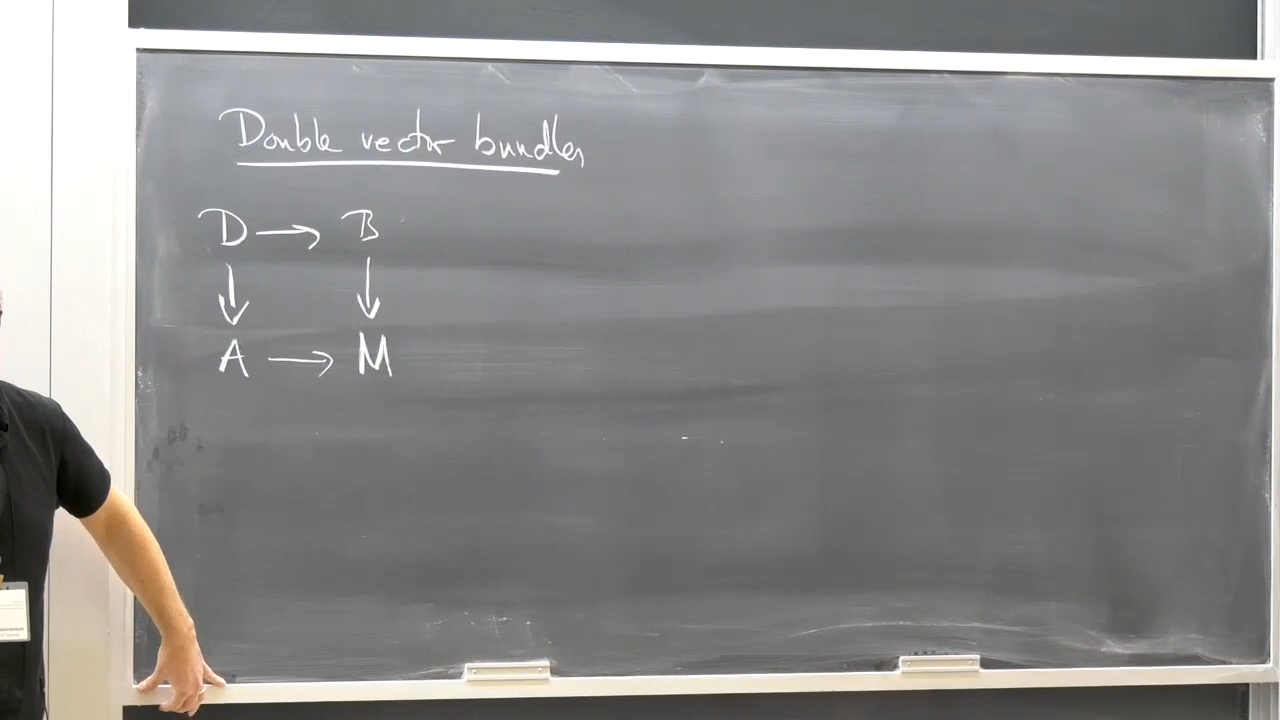 Double vector bundles
D → B
↓ ↓
A → M